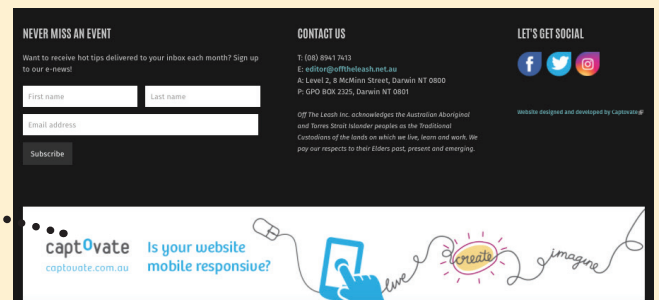 NEVER MISS AN EVENT
Want to receive hot tips delivered to your inbox each month? Sign up
to our e-news!
First name
Last name
Email address
Subscribe
CONTACT US
T: (08) 8941 7413
E: editor@offtheleash.net.au
A: Level 2, 8 McMinn Street, Darwin NT 0800
P: GPO BOX 2325, Darwin NT 0801
Off The Leash Inc. acknowledges the Australian Aboriginal
and Torres Strait Islander peoples as the Traditional
Custodians of the lands on which we live, learn and work. We
pay our respects to their Elders past, present and emerging.
LET'S GET SOCIAL
Website designed and developed by Captovate
captOvate
captovate.com.au
Is your website
mobile responsive?
live
create
imagine